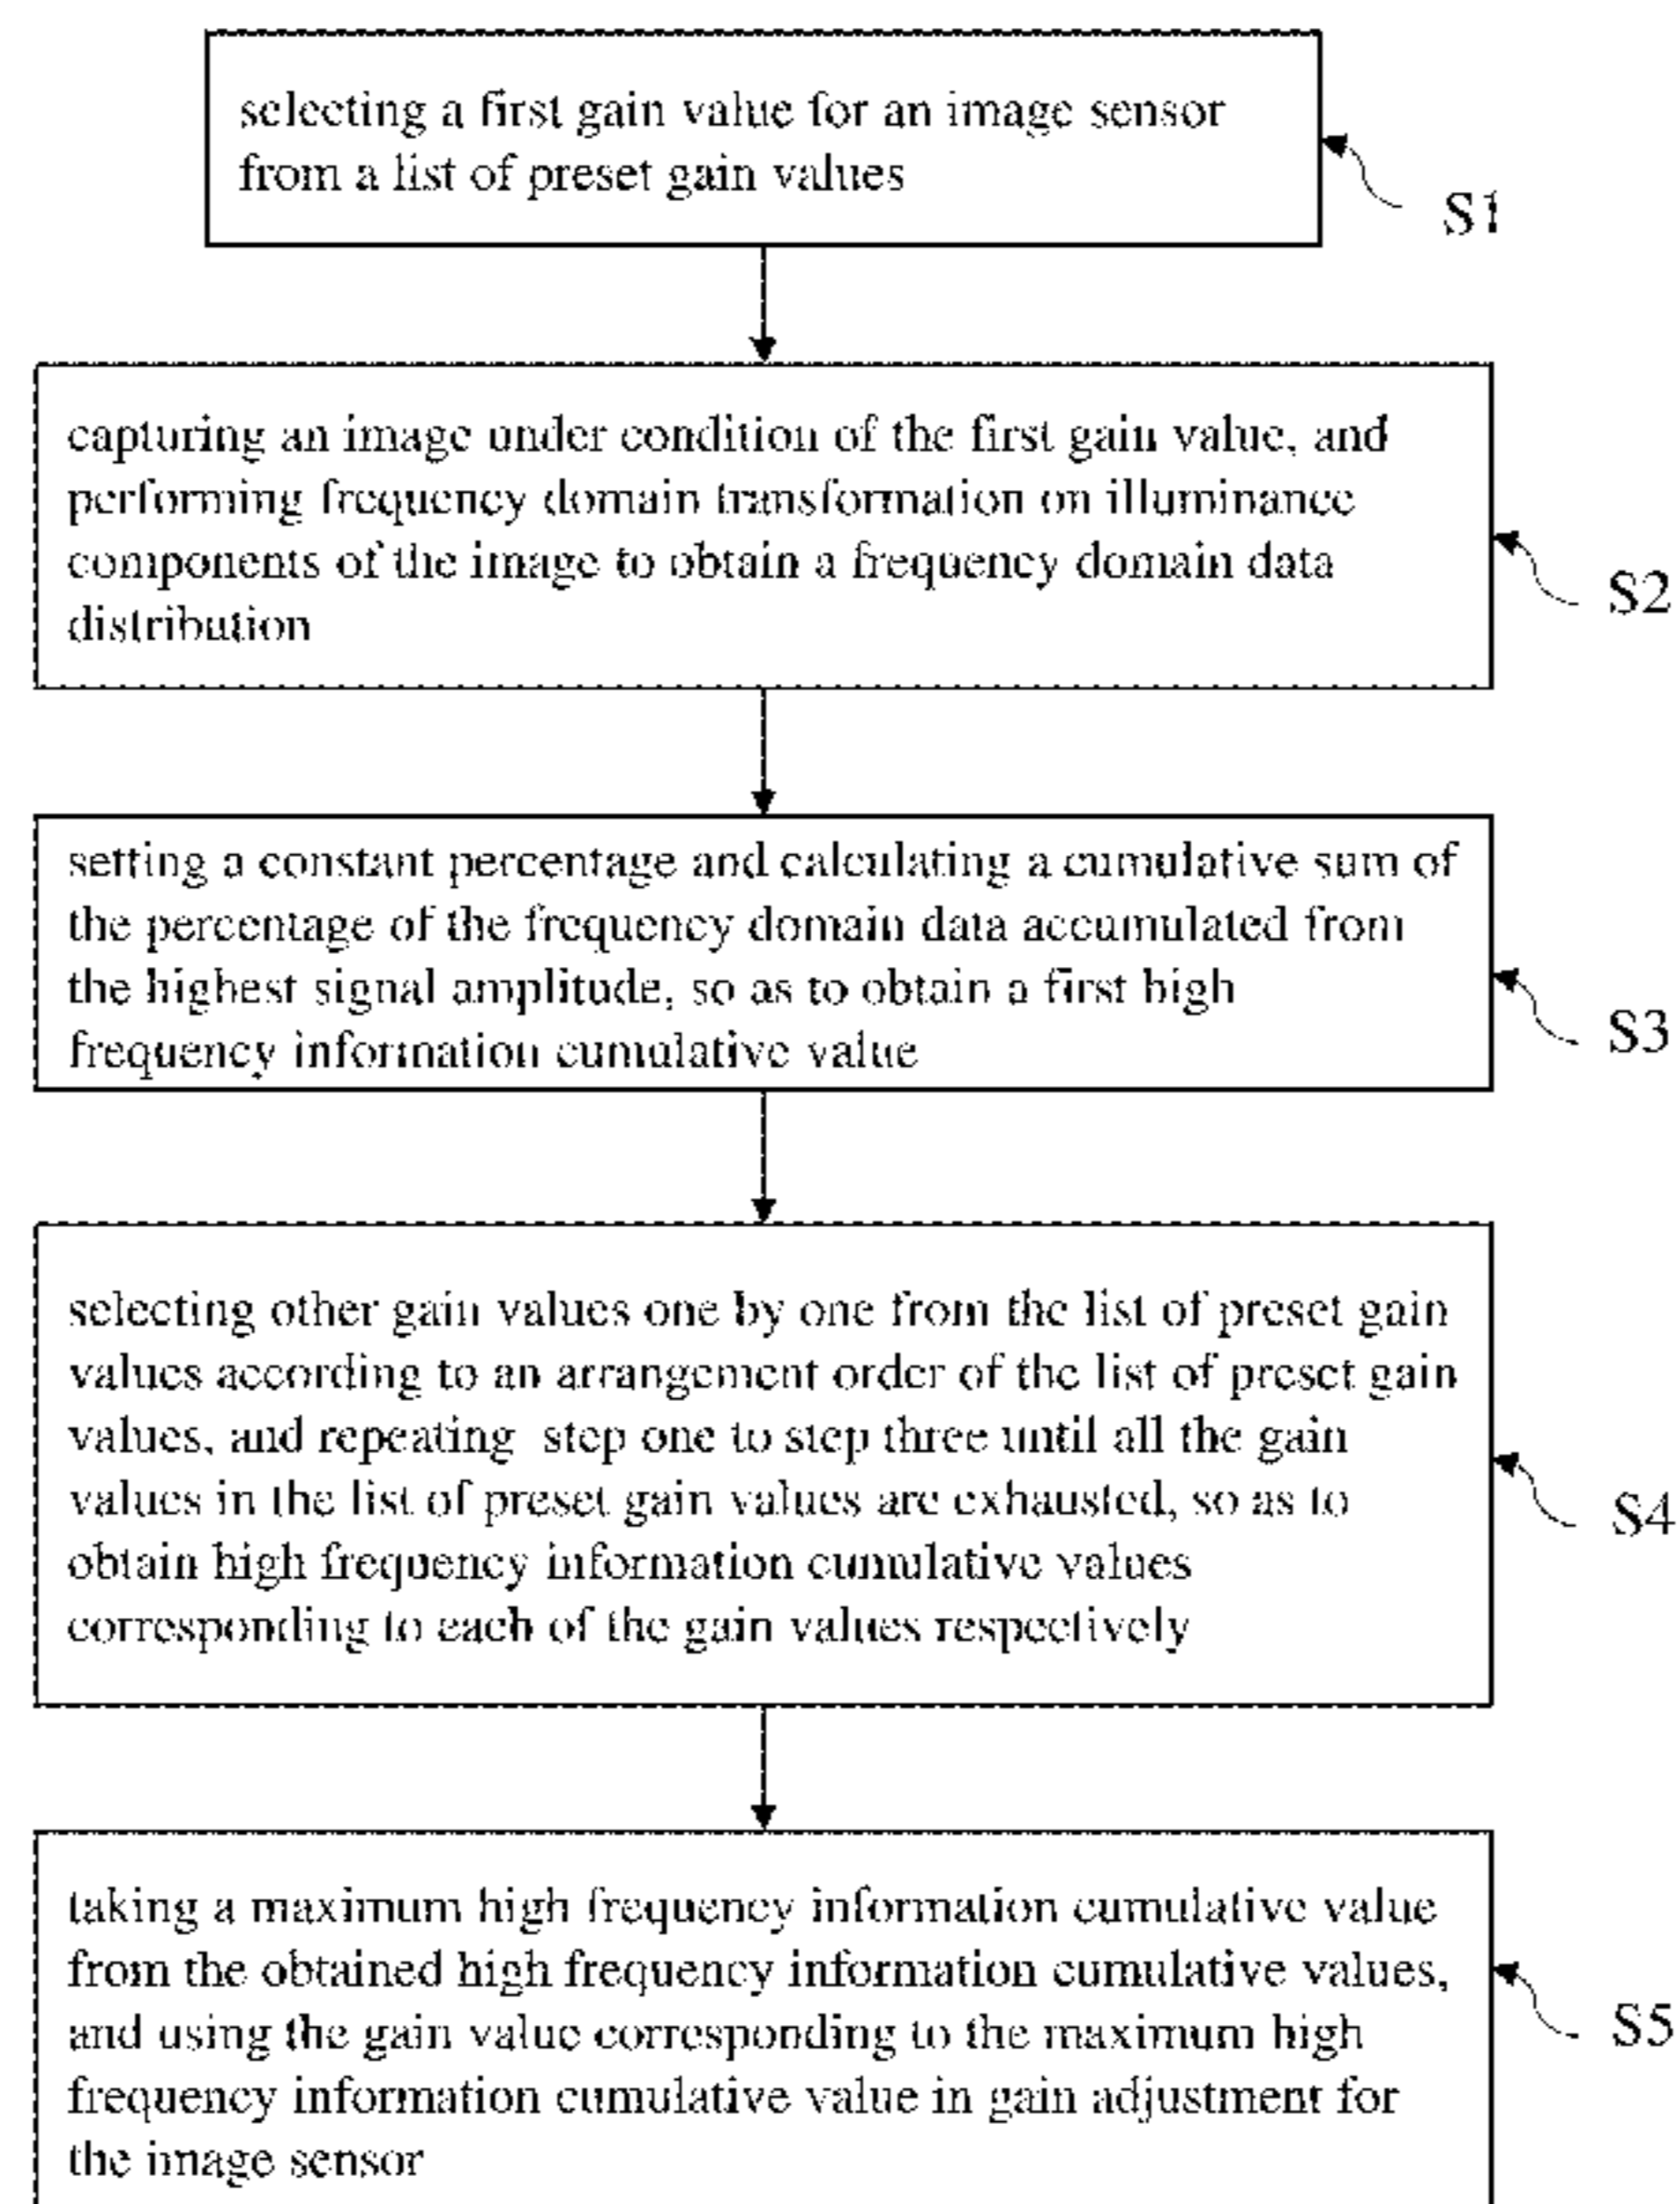 selecting a first gain value for an image sensor
from a list of preset gain values
S1
capturing an image under condition of the first gain value, and
performing frequency domain transformation on illuminance
components of the image to obtain a frequency domain data
distribution
S2
setting a constant percentage and calculating a cumulative sum of
the percentage of the frequency domain data accumulated from
the highest signal amplitude, so as to obtain a first high
frequency information cumulative value
S3
selecting other gain values one by one from the list of preset gain
values according to an arrangement order of the list of preset gain
values, and repeating step one to step three until all the gain
values in the list of preset gain values are exhausted, so as to
obtain high frequency information cumulative values
corresponding to each of the gain values respectively
S4
taking a maximum high frequency information cumulative value
from the obtained high frequency information cumulative values,
and using the gain value corresponding to the maximum high
frequency information cumulative value in gain adjustment for
the image sensor
S5